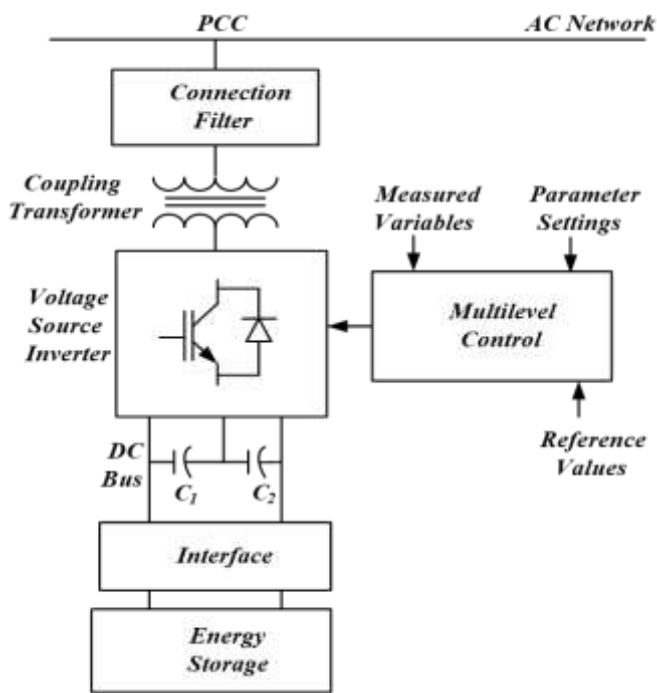 PCC
AC Network
Connection
Filter
Coupling
Transformer
Measured
Variables
Parameter
Settings
Voltage
Source
Inverter
Multilevel
Control
DC
Bus
C1
C2
Reference
Values
Interface
Energy
Storage